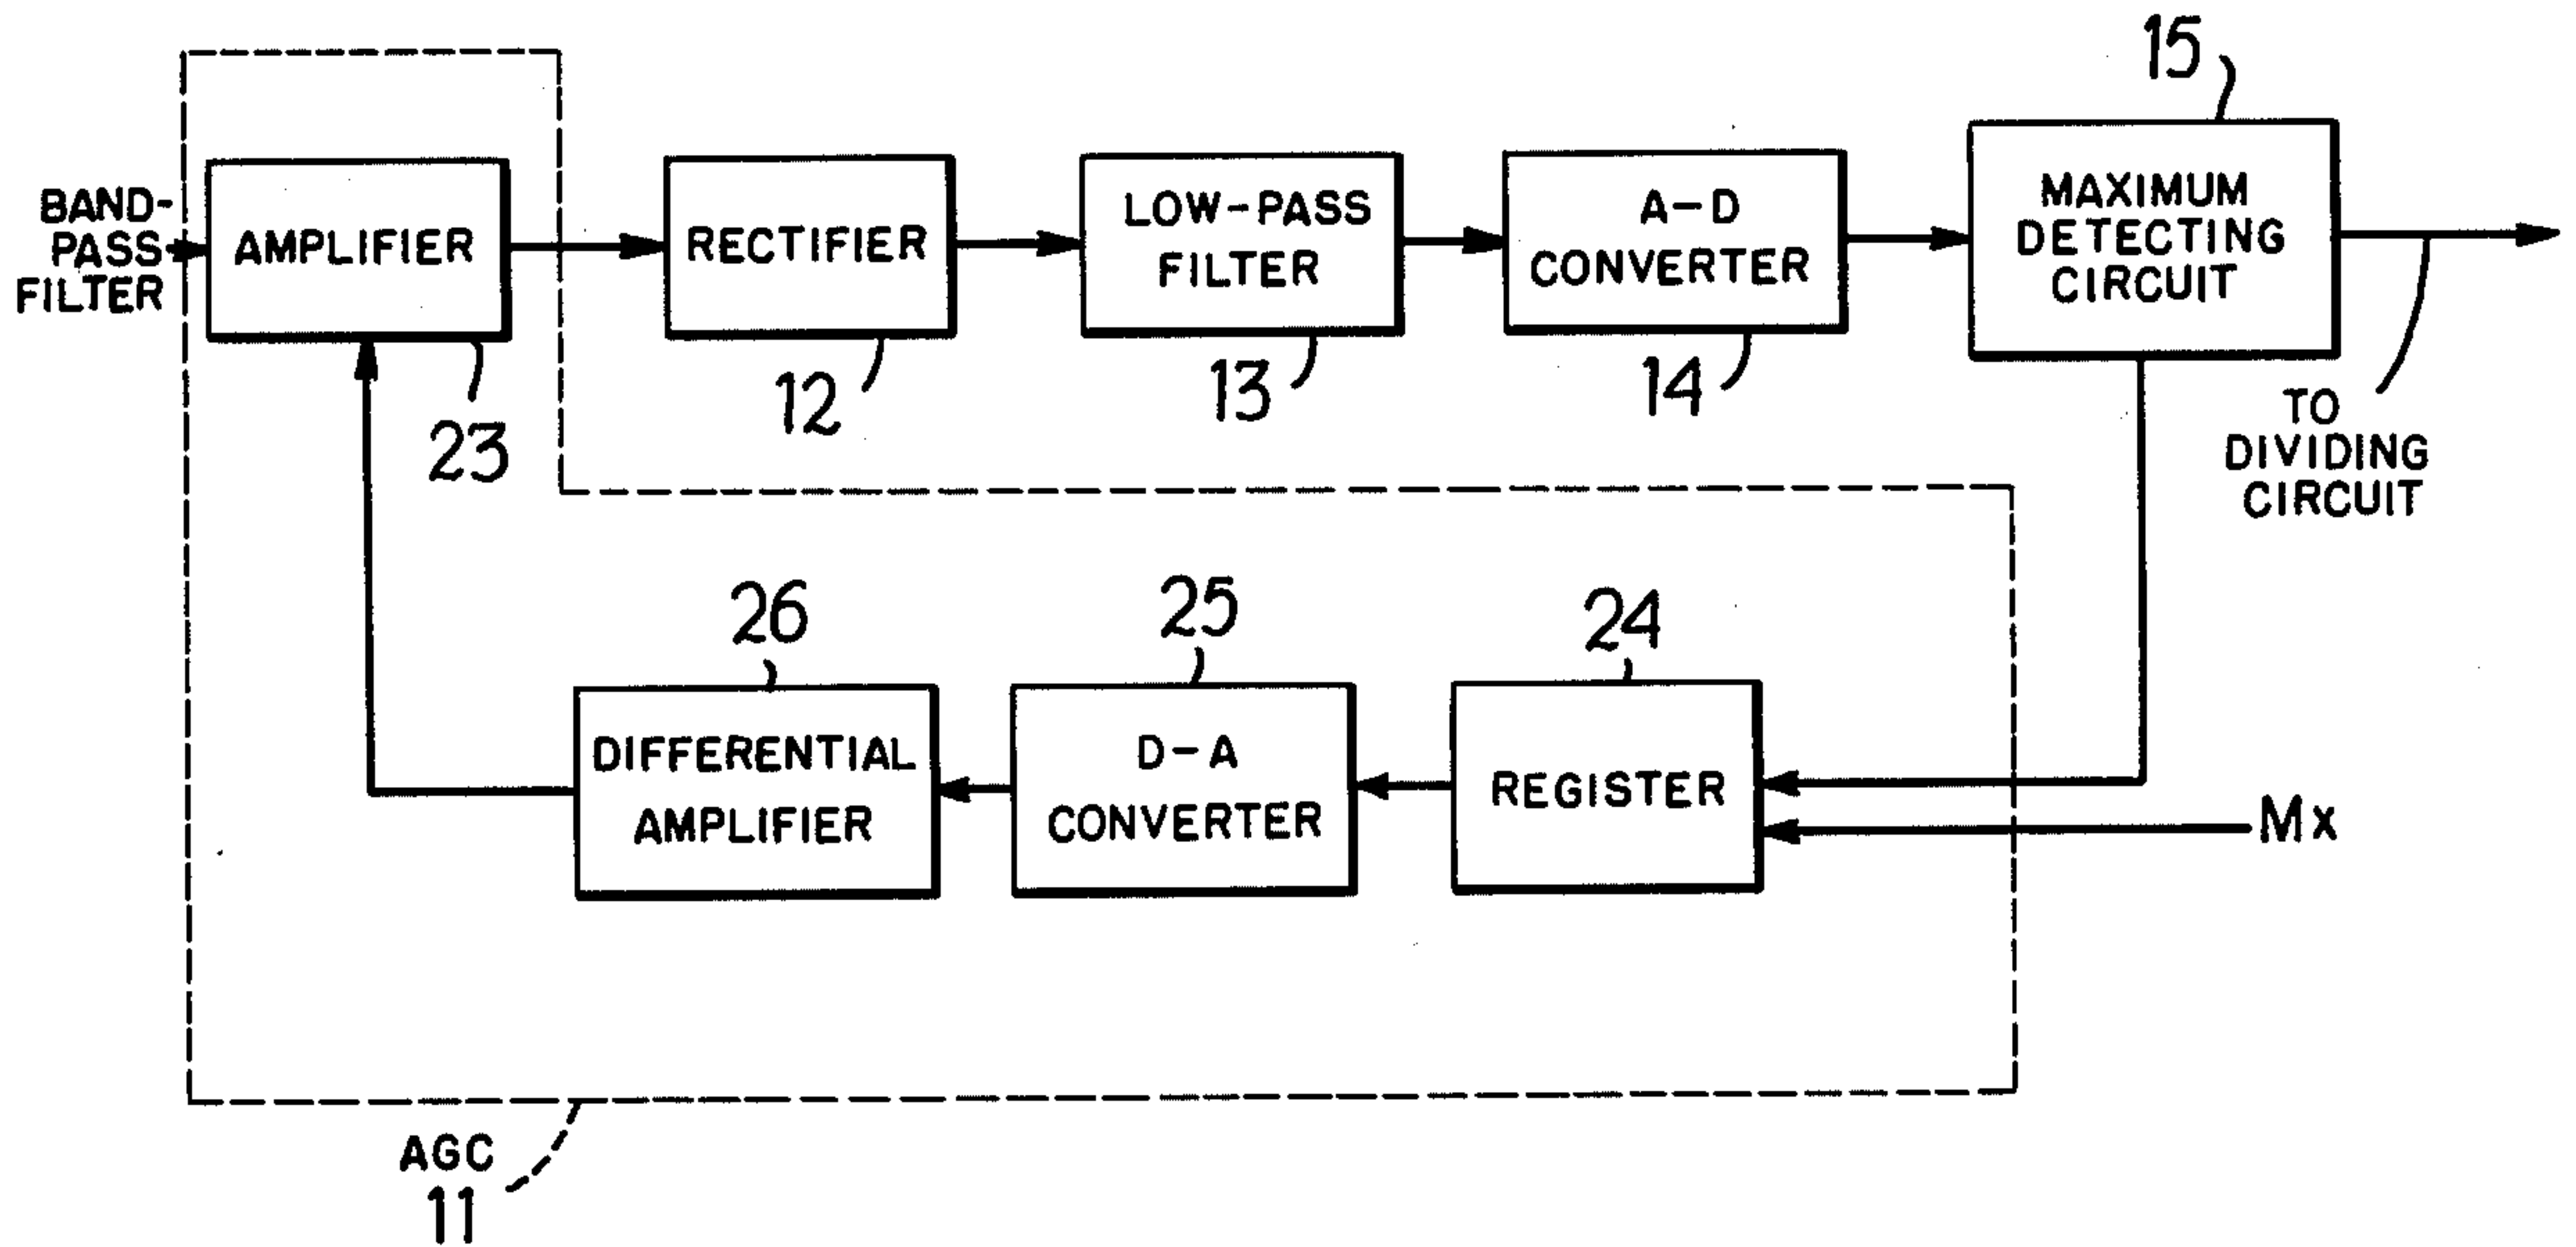 15
BAND-
PASS
FILTER
AMPLIFIER
RECTIFIER
LOW-PASS
FILTER
A-D
CONVERTER
MAXIMUM
DETECTING
CIRCUIT
23
12
13
14
TO
DIVIDING
CIRCUIT
26
25
24
DIFFERENTIAL
AMPLIFIER
D-A
CONVERTER
REGISTER
Mx
AGC
11